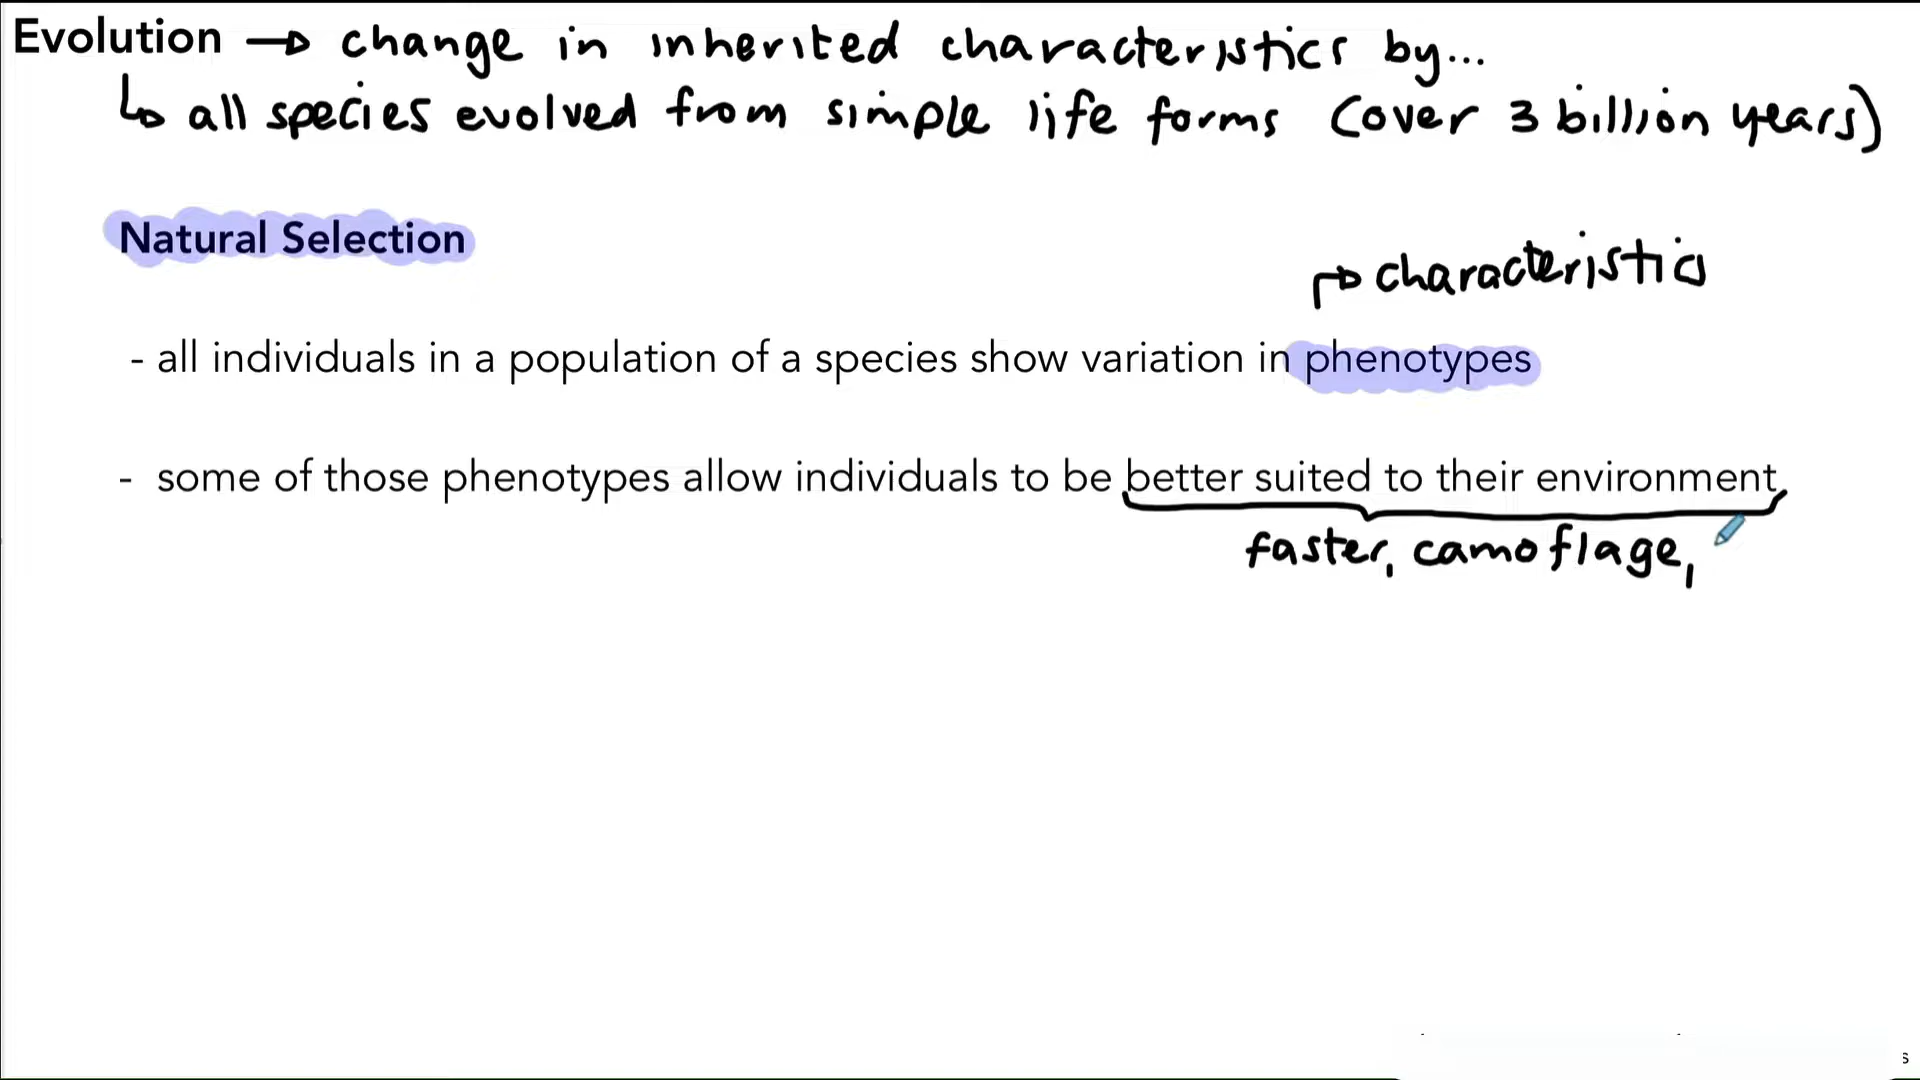 Evolution → change in inherited characteristics by...
↳ all species evolved from simple life forms (over 3 billion years)
Natural Selection
↱ characteristics
- all individuals in a population of a species show variation in phenotypes
- some of those phenotypes allow individuals to be better suited to their environment
faster, camoflage,
s